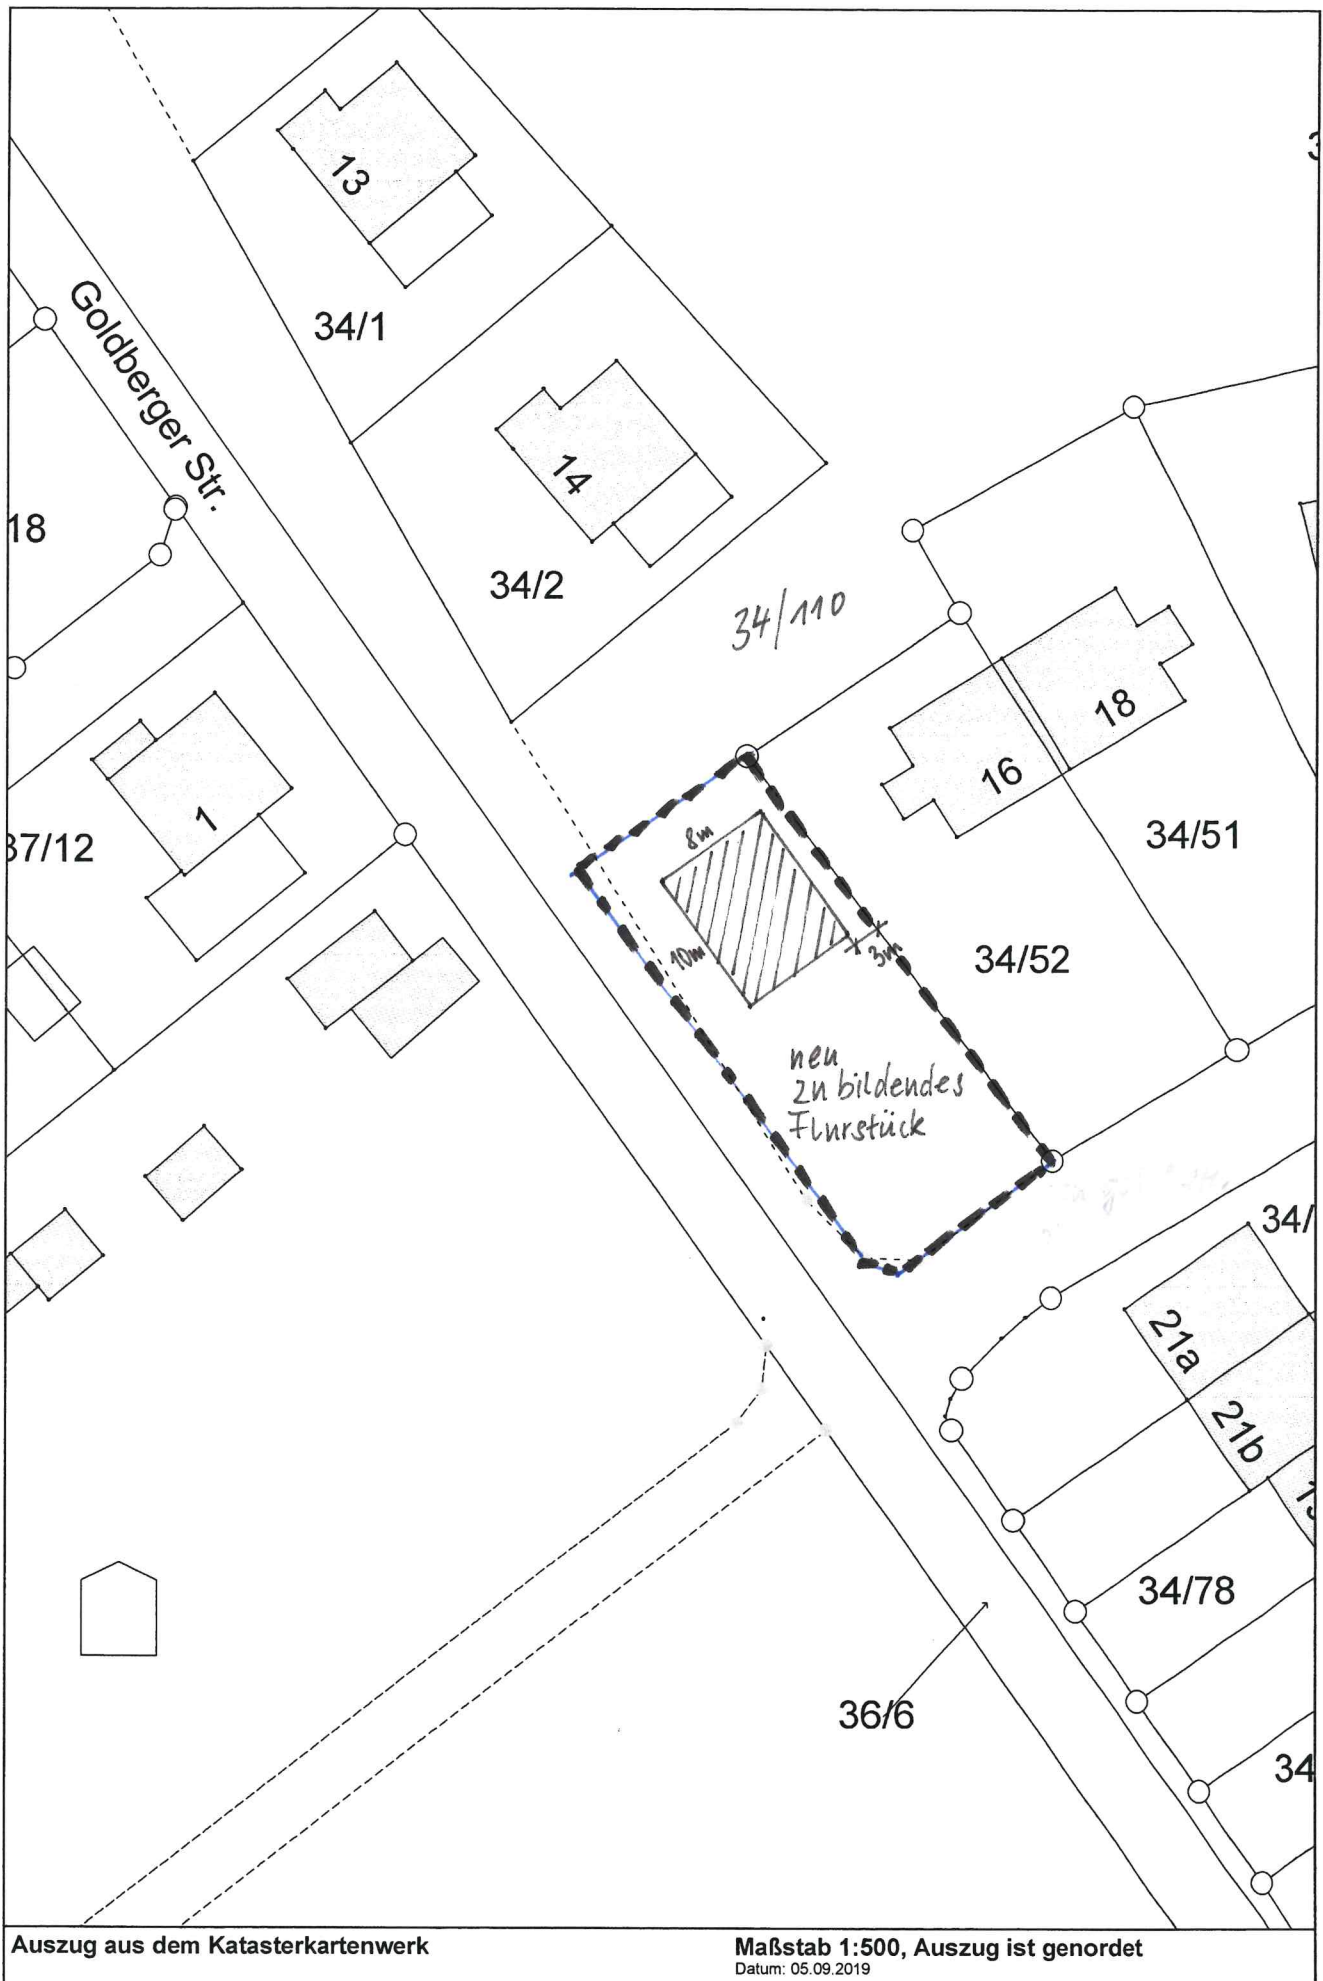 13
34/1
Goldberger Str.
14
18
34/2
34/110
18
16
1
37/12
34/51
8m
10m
3m
34/52
neu
zu bildendes
Flurstück
34/
21a
21b
34/78
36/6
34
Auszug aus dem Katasterkartenwerk
Maßstab 1:500, Auszug ist genordet
Datum: 05.09.2019